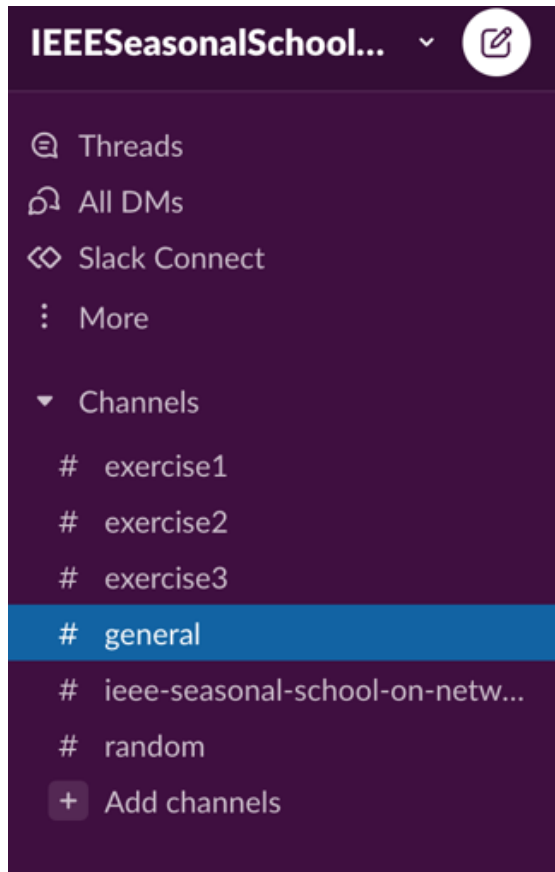 IEEESeasonalSchool...
Threads
All DMs
Slack Connect
More
Channels
# exercise1
# exercise2
# exercise3
# general
# ieee-seasonal-school-on-netw...
# random
+ Add channels